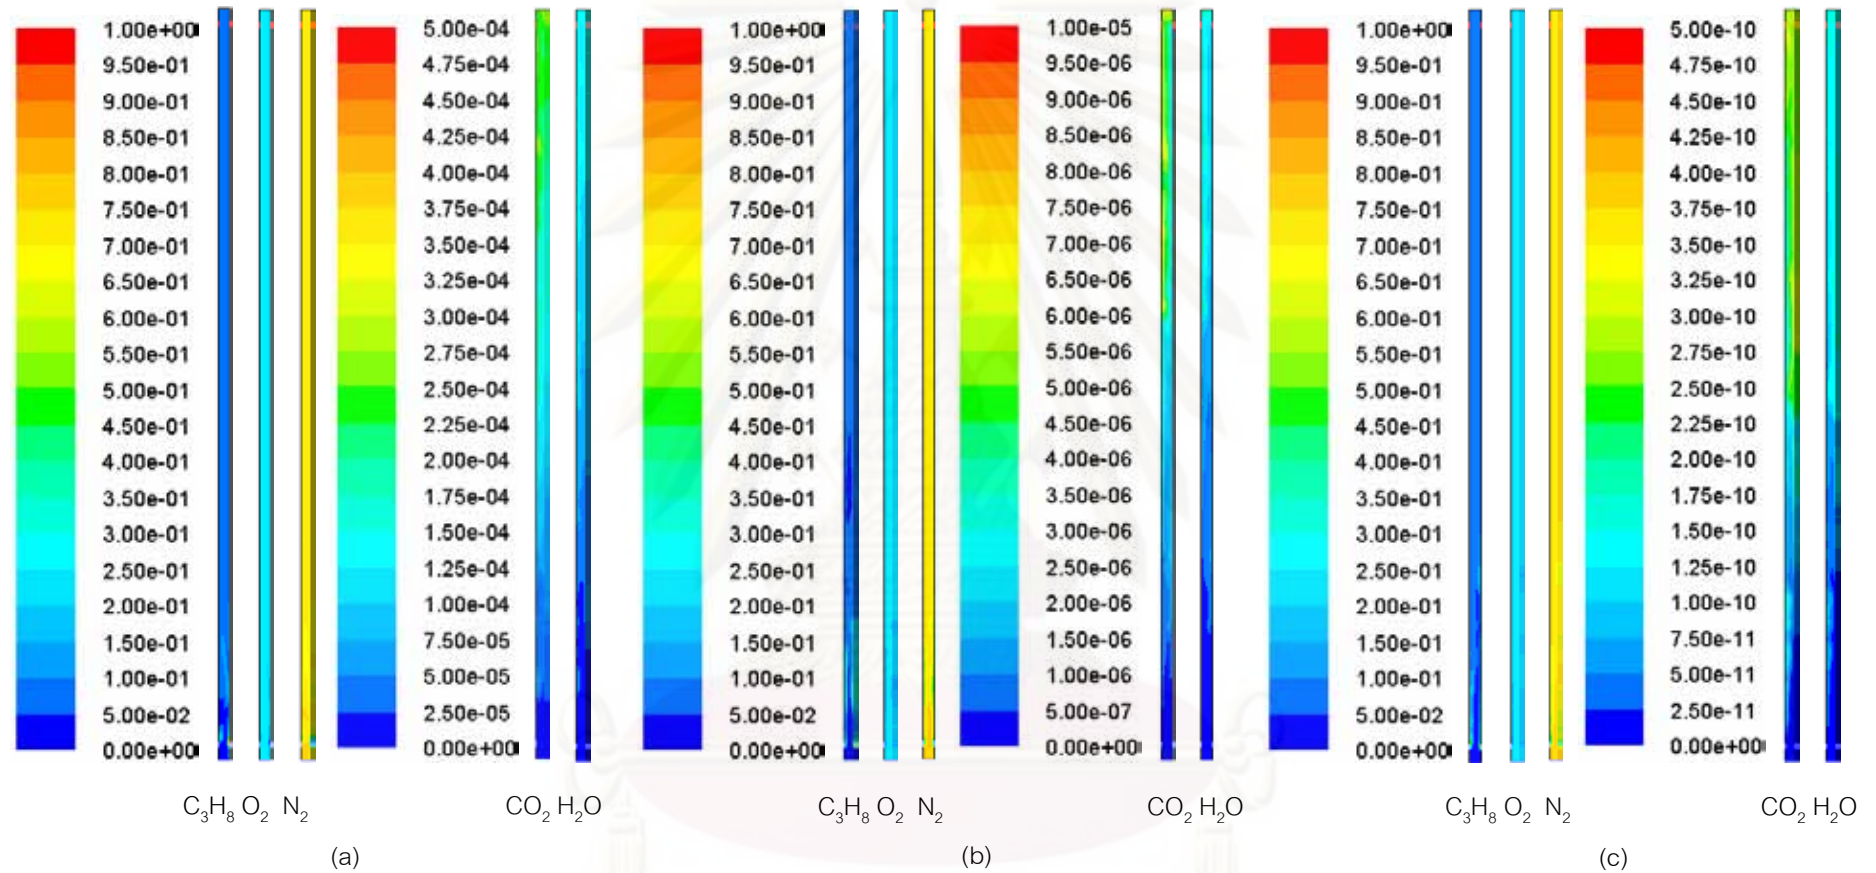 1.00e+00 5.00e-04 1.00e+00 1.00e-05 1.00e+00 5.00e-10
9.50e-01 4.75e-04 9.50e-01 9.50e-06 9.50e-01 4.75e-10
9.00e-01 4.50e-04 9.00e-01 9.00e-06 9.00e-01 4.50e-10
8.50e-01 4.25e-04 8.50e-01 8.50e-06 8.50e-01 4.25e-10
8.00e-01 4.00e-04 8.00e-01 8.00e-06 8.00e-01 4.00e-10
7.50e-01 3.75e-04 7.50e-01 7.50e-06 7.50e-01 3.75e-10
7.00e-01 3.50e-04 7.00e-01 7.00e-06 7.00e-01 3.50e-10
6.50e-01 3.25e-04 6.50e-01 6.50e-06 6.50e-01 3.25e-10
6.00e-01 3.00e-04 6.00e-01 6.00e-06 6.00e-01 3.00e-10
5.50e-01 2.75e-04 5.50e-01 5.50e-06 5.50e-01 2.75e-10
5.00e-01 2.50e-04 5.00e-01 5.00e-06 5.00e-01 2.50e-10
4.50e-01 2.25e-04 4.50e-01 4.50e-06 4.50e-01 2.25e-10
4.00e-01 2.00e-04 4.00e-01 4.00e-06 4.00e-01 2.00e-10
3.50e-01 1.75e-04 3.50e-01 3.50e-06 3.50e-01 1.75e-10
3.00e-01 1.50e-04 3.00e-01 3.00e-06 3.00e-01 1.50e-10
2.50e-01 1.25e-04 2.50e-01 2.50e-06 2.50e-01 1.25e-10
2.00e-01 1.00e-04 2.00e-01 2.00e-06 2.00e-01 1.00e-10
1.50e-01 7.50e-05 1.50e-01 1.50e-06 1.50e-01 7.50e-11
1.00e-01 5.00e-05 1.00e-01 1.00e-06 1.00e-01 5.00e-11
5.00e-02 2.50e-05 5.00e-02 5.00e-07 5.00e-02 2.50e-11
0.00e+00 0.00e+00 0.00e+00 0.00e+00 0.00e+00 0.00e+00
C₃H₈ O₂ N₂ CO₂ H₂O C₃H₈ O₂ N₂ CO₂ H₂O C₃H₈ O₂ N₂ CO₂ H₂O
(a) (b) (c)